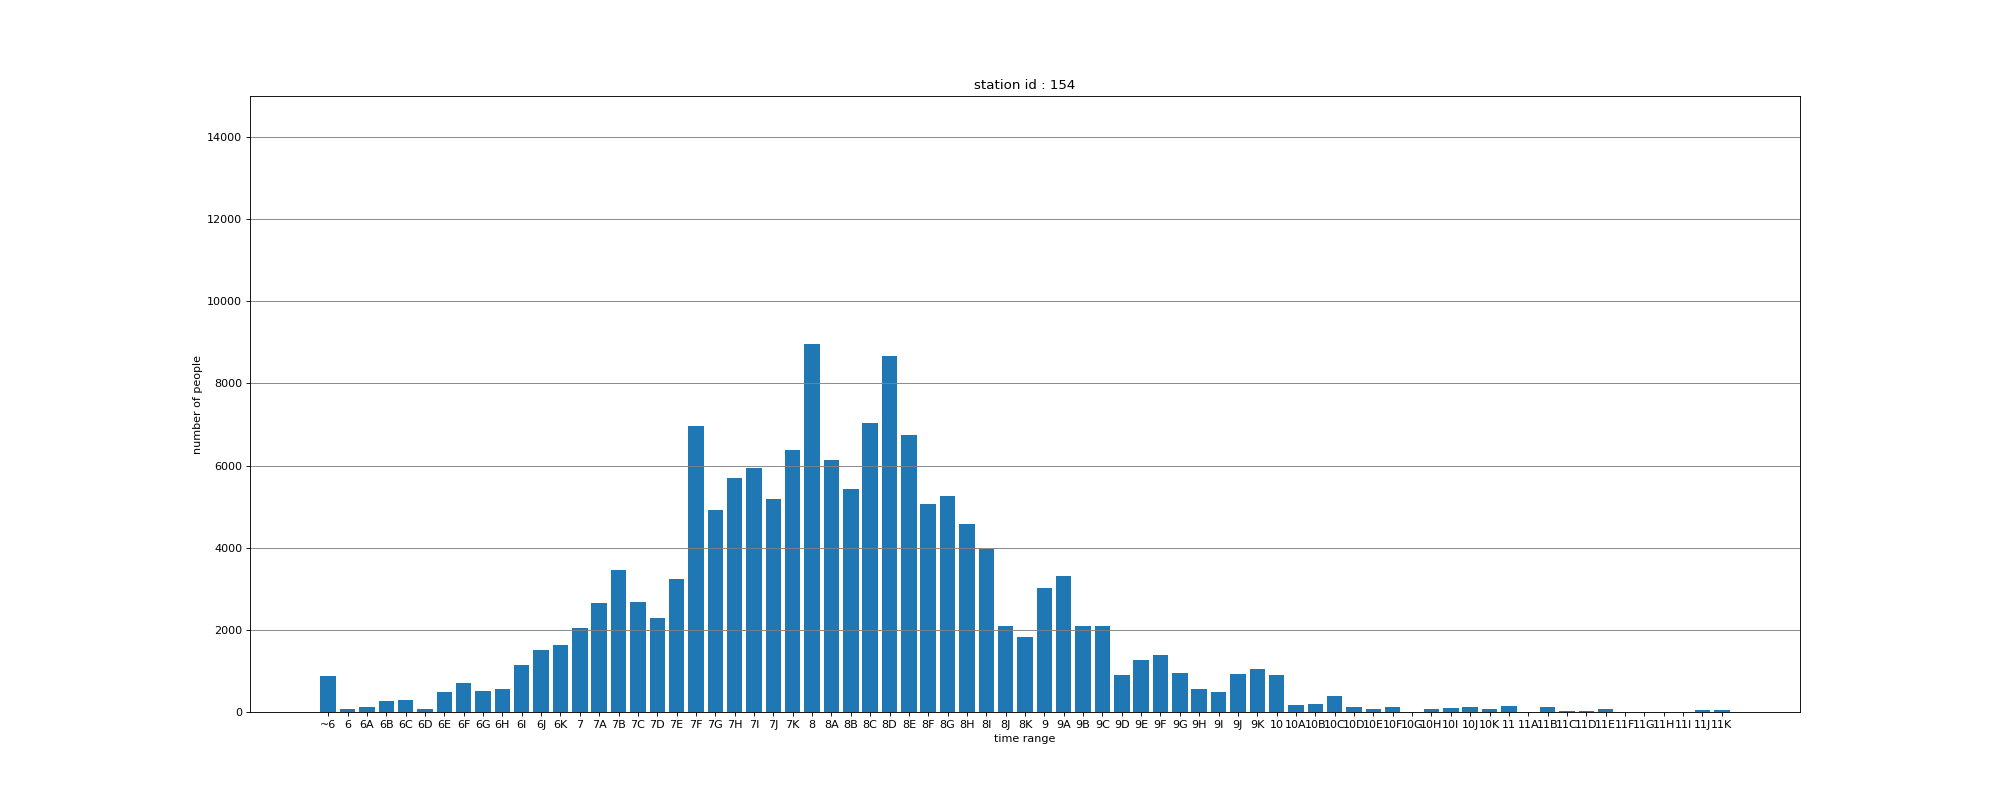 station id : 154
14000
12000
10000
8000
6000
4000
2000
0
number of people
~6 6 6A 6B 6C 6D 6E 6F 6G 6H 6I 6J 6K 7 7A 7B 7C 7D 7E 7F 7G 7H 7I 7J 7K 8 8A 8B 8C 8D 8E 8F 8G 8H 8I 8J 8K 9 9A 9B 9C 9D 9E 9F 9G 9H 9I 9J 9K 10 10A 10B 10C 10D 10E 10F 10G 10H 10I 10J 10K 11 11A 11B 11C 11D 11E 11F 11G 11H 11I 11J 11K
time range